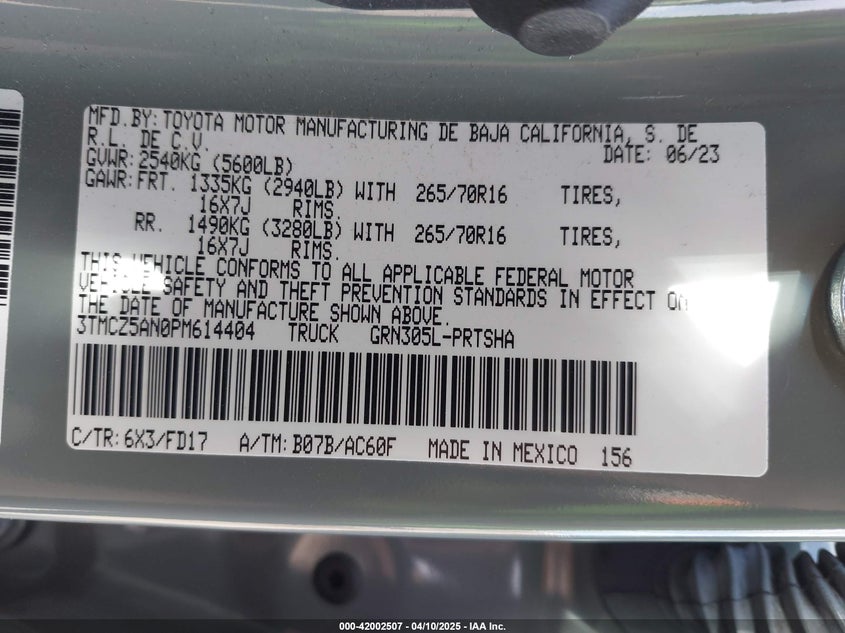 MFD. BY: TOYOTA MOTOR MANUFACTURING DE BAJA CALIFORNIA, S. DE
R.L. DE C.V. DATE: 06/23
GVWR: 2540KG (5600LB)
GAWR: FRT. 1335KG (2940LB) WITH 265/70R16 TIRES,
16X7J RIMS.
RR. 1490KG (3280LB) WITH 265/70R16 TIRES,
16X7J RIMS.
THIS VEHICLE CONFORMS TO ALL APPLICABLE FEDERAL MOTOR
VEHICLE SAFETY AND THEFT PREVENTION STANDARDS IN EFFECT ON
THE DATE OF MANUFACTURE SHOWN ABOVE.
3TMCZ5AN0PM614404 TRUCK GRN305L-PRTSHA
C/TR: 6X3/FD17 A/TM: B07B/AC60F MADE IN MEXICO 156
000-42002507 - 04/10/2025 - IAA Inc.